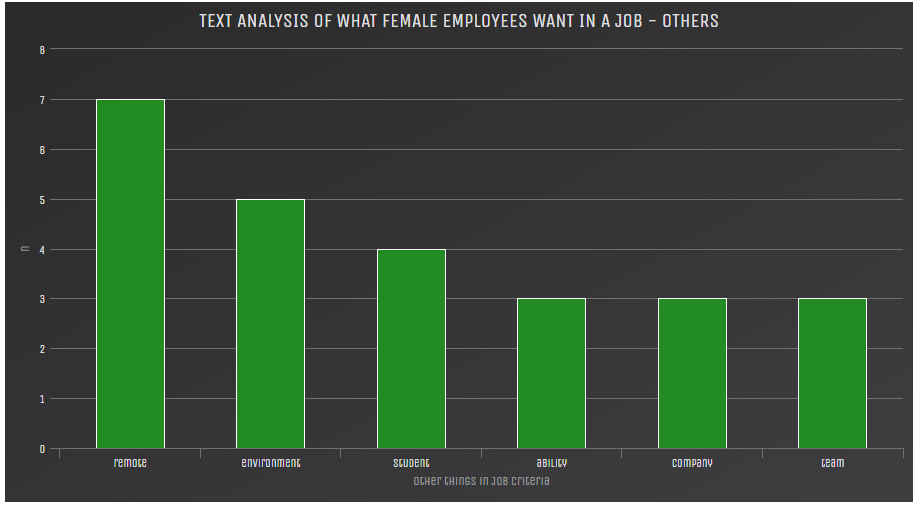 TEXT ANALYSIS OF WHAT FEMALE EMPLOYEES WANT IN A JOB - OTHERS
8
7
6
5
4
3
2
1
0
n
remote
environment
student
ability
company
team
Other things in job criteria